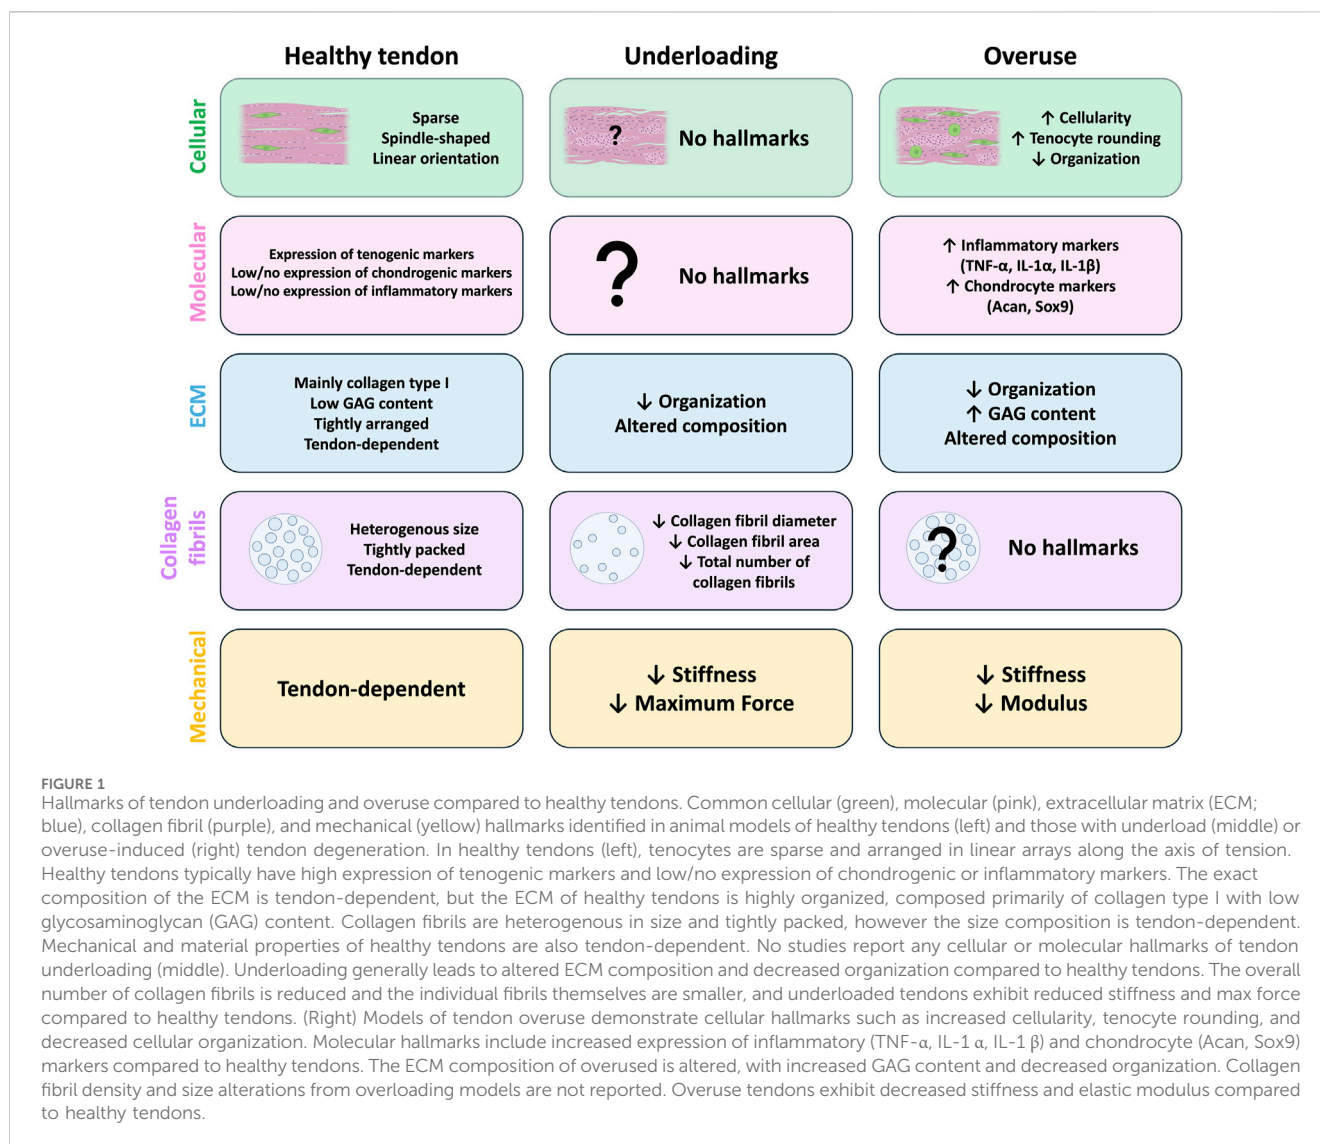 Healthy tendon
Underloading
Overuse
Cellular
Sparse
Spindle-shaped
Linear orientation
?
No hallmarks
↑ Cellularity
↑ Tenocyte rounding
↓ Organization
Molecular
Expression of tenogenic markers
Low/no expression of chondrogenic markers
Low/no expression of inflammatory markers
?
No hallmarks
↑ Inflammatory markers
(TNF-α, IL-1α, IL-1β)
↑ Chondrocyte markers
(Acan, Sox9)
ECM
Mainly collagen type I
Low GAG content
Tightly arranged
Tendon-dependent
↓ Organization
Altered composition
↓ Organization
↑ GAG content
Altered composition
Collagen
fibrils
Heterogenous size
Tightly packed
Tendon-dependent
↓ Collagen fibril diameter
↓ Collagen fibril area
↓ Total number of
collagen fibrils
?
No hallmarks
Mechanical
Tendon-dependent
↓ Stiffness
↓ Maximum Force
↓ Stiffness
↓ Modulus
FIGURE 1
Hallmarks of tendon underloading and overuse compared to healthy tendons. Common cellular (green), molecular (pink), extracellular matrix (ECM;
blue), collagen fibril (purple), and mechanical (yellow) hallmarks identified in animal models of healthy tendons (left) and those with underload (middle) or
overuse-induced (right) tendon degeneration. In healthy tendons (left), tenocytes are sparse and arranged in linear arrays along the axis of tension.
Healthy tendons typically have high expression of tenogenic markers and low/no expression of chondrogenic or inflammatory markers. The exact
composition of the ECM is tendon-dependent, but the ECM of healthy tendons is highly organized, composed primarily of collagen type I with low
glycosaminoglycan (GAG) content. Collagen fibrils are heterogenous in size and tightly packed, however the size composition is tendon-dependent.
Mechanical and material properties of healthy tendons are also tendon-dependent. No studies report any cellular or molecular hallmarks of tendon
underloading (middle). Underloading generally leads to altered ECM composition and decreased organization compared to healthy tendons. The overall
number of collagen fibrils is reduced and the individual fibrils themselves are smaller, and underloaded tendons exhibit reduced stiffness and max force
compared to healthy tendons. (Right) Models of tendon overuse demonstrate cellular hallmarks such as increased cellularity, tenocyte rounding, and
decreased cellular organization. Molecular hallmarks include increased expression of inflammatory (TNF-α, IL-1 α, IL-1 β) and chondrocyte (Acan, Sox9)
markers compared to healthy tendons. The ECM composition of overused is altered, with increased GAG content and decreased organization. Collagen
fibril density and size alterations from overloading models are not reported. Overuse tendons exhibit decreased stiffness and elastic modulus compared
to healthy tendons.